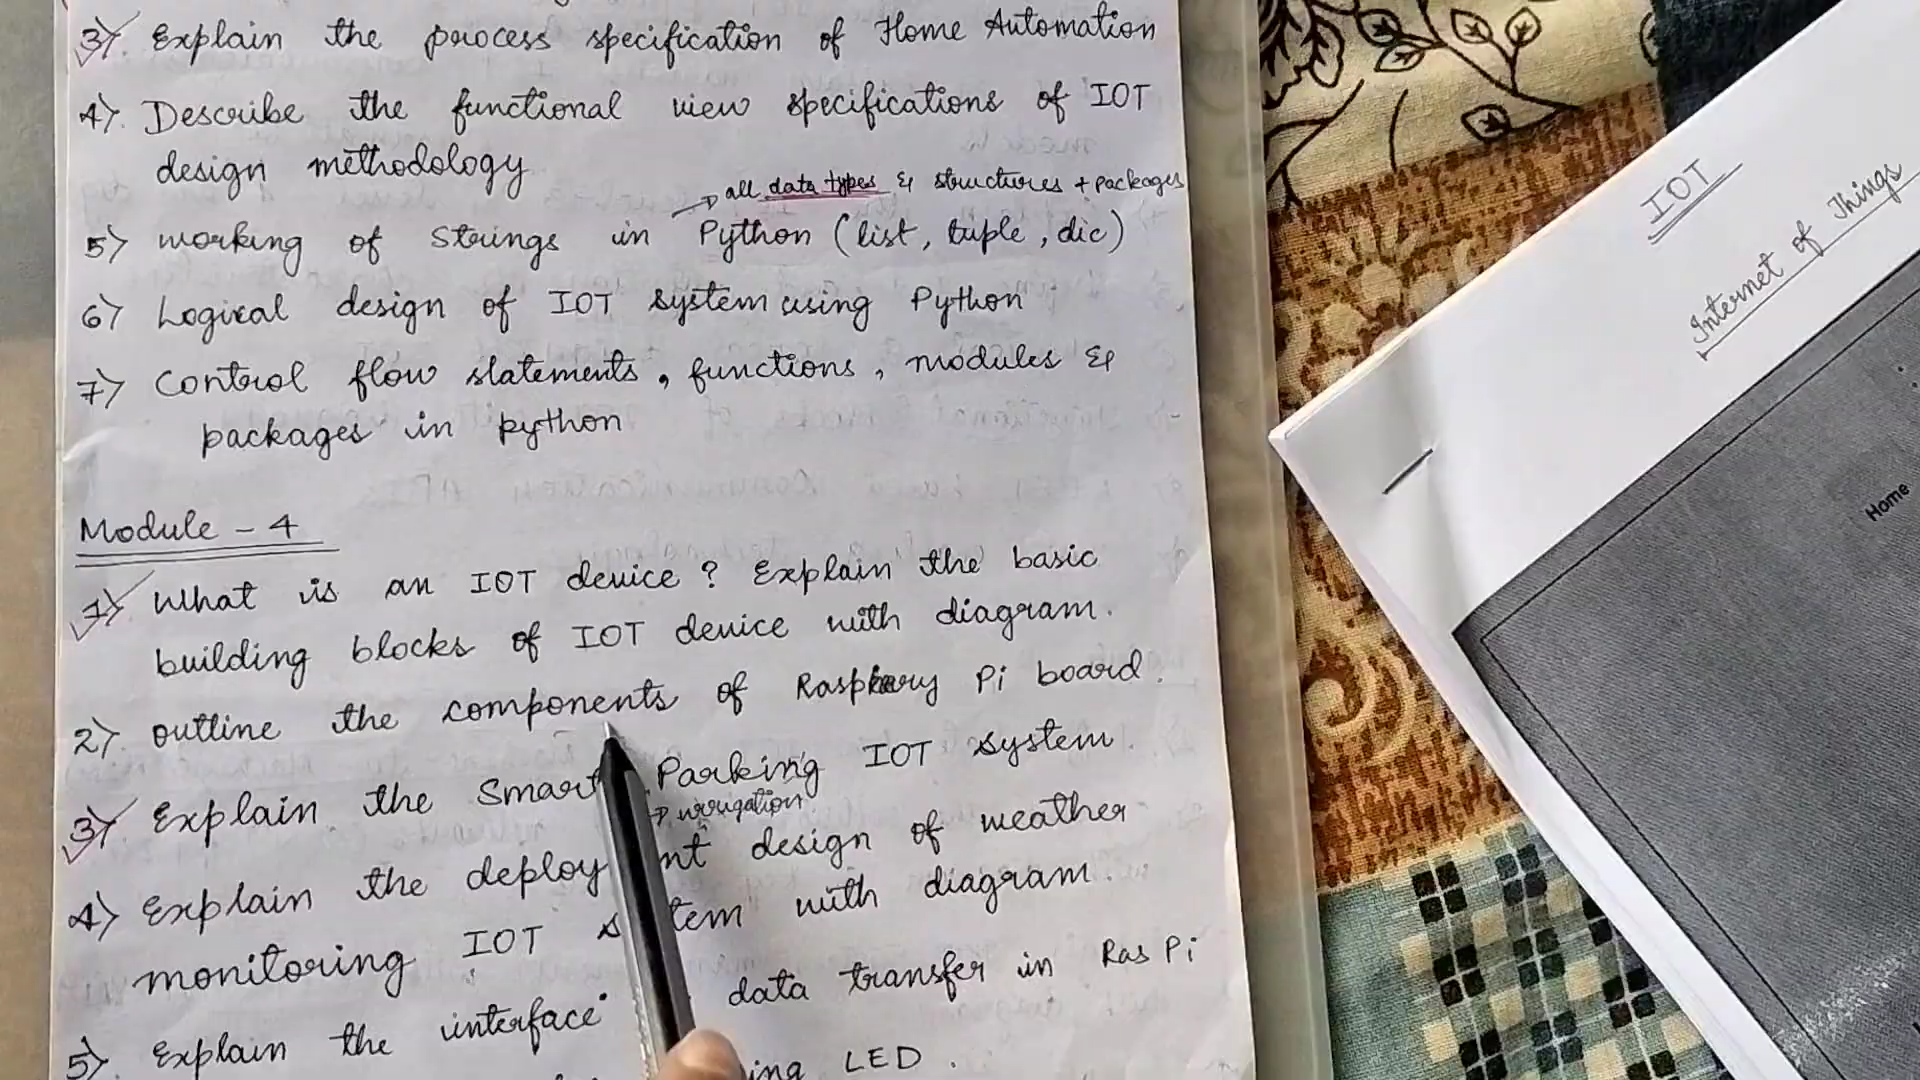 3) Explain the process specification of Home Automation
4) Describe the functional view specifications of IOT
design methodology
→ all data types & structures + packages
5) working of strings in Python (list, tuple, dic)
6) Logical design of IOT system using Python
7) Control flow statements, functions, modules &
packages in python
Module - 4
1) What is an IOT device? Explain the basic
building blocks of IOT device with diagram.
2) outline the components of Raspberry Pi board.
3) Explain the Smart Parking IOT system.
→ irrigation
4) Explain the deploy nt design of weather
monitoring IOT s tem with diagram.
5) Explain the interface data transfer in Ras Pi
ing LED.
IOT
Internet of Things
Home